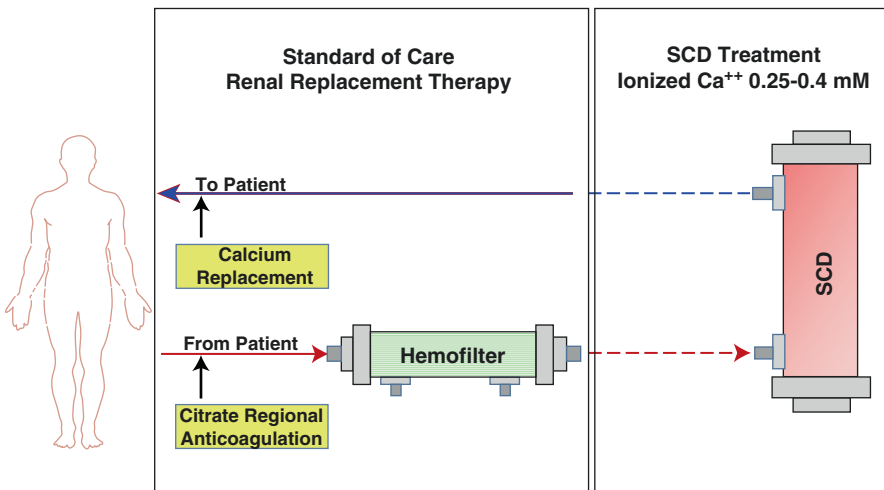 Standard of Care
Renal Replacement Therapy
SCD Treatment
Ionized Ca⁺⁺ 0.25-0.4 mM
To Patient
Calcium
Replacement
From Patient
Hemofilter
Citrate Regional
Anticoagulation
SCD